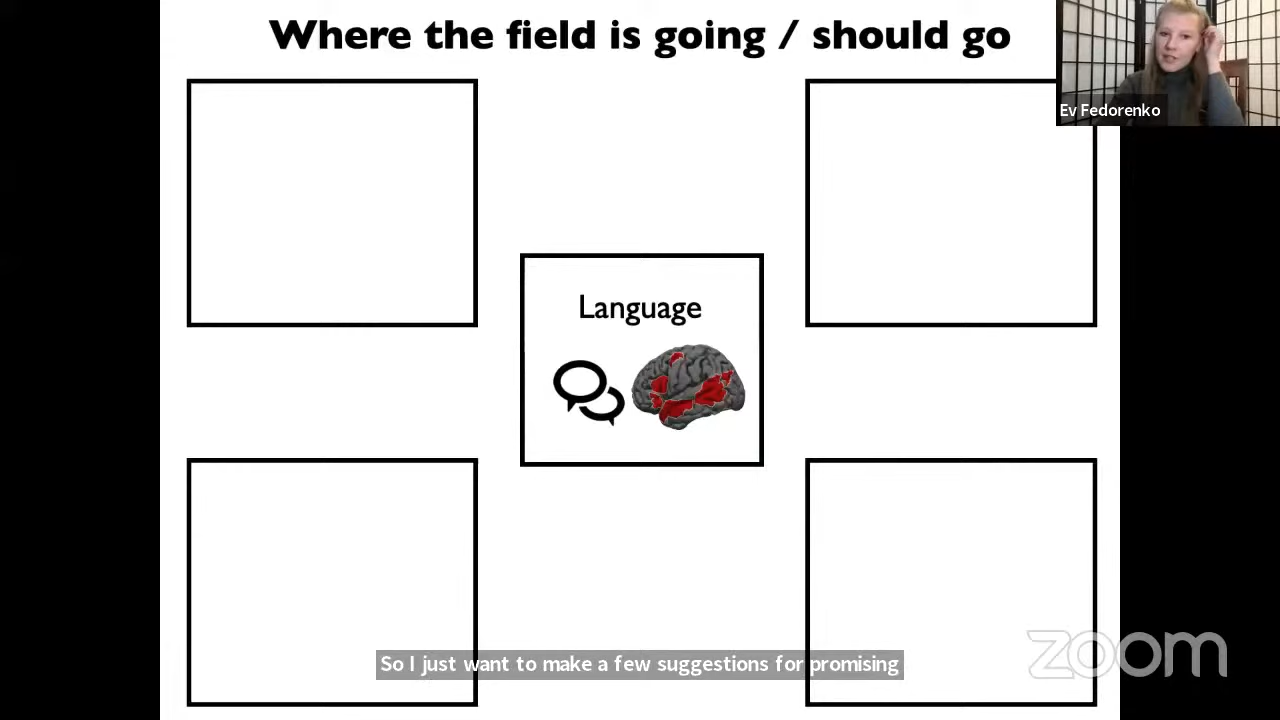 Where the field is going / should go
Ev Fedorenko
Language
So I just want to make a few suggestions for promising
zoom